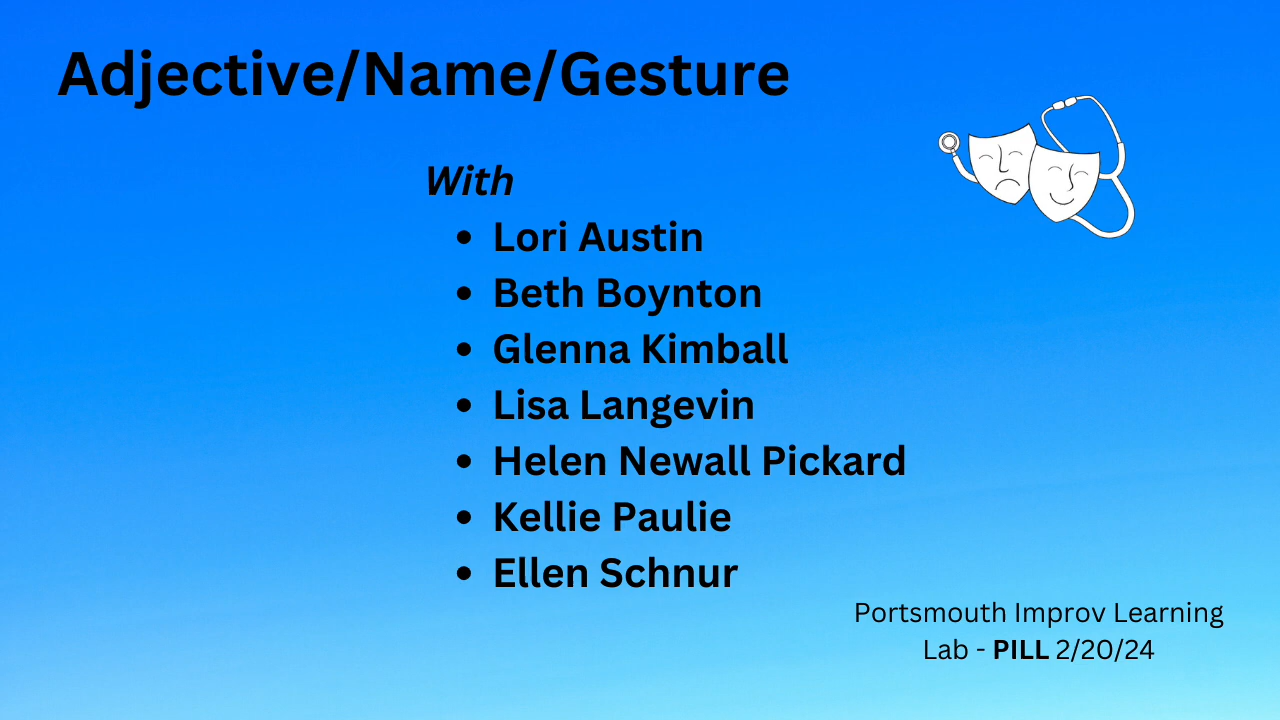 Adjective/Name/Gesture
With
• Lori Austin
• Beth Boynton
• Glenna Kimball
• Lisa Langevin
• Helen Newall Pickard
• Kellie Paulie
• Ellen Schnur
Portsmouth Improv Learning
Lab - PILL 2/20/24